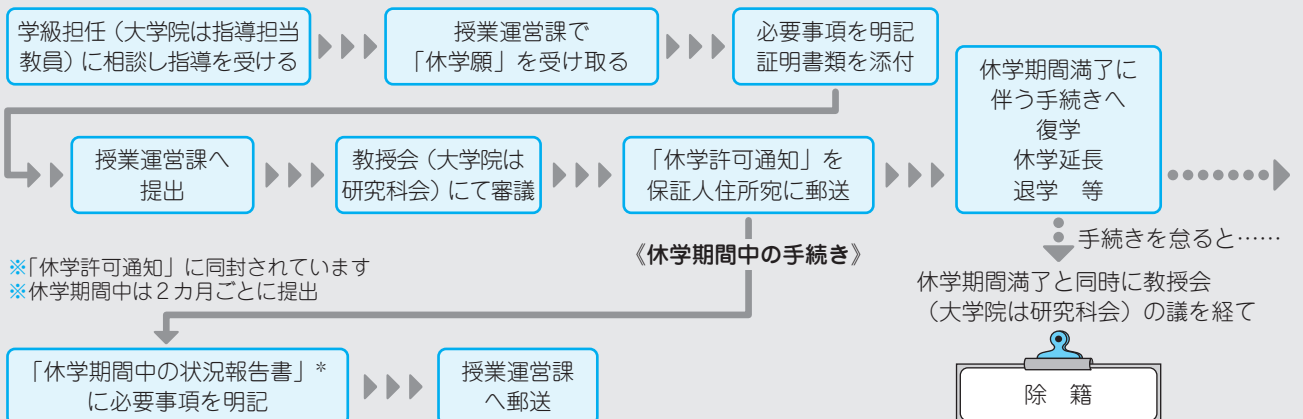 学級担任（大学院は指導担当
教員）に相談し指導を受ける
授業運営課で
「休学願」を受け取る
必要事項を明記
証明書類を添付
授業運営課へ
提出
教授会（大学院は
研究科会）にて審議
「休学許可通知」を
保証人住所宛に郵送
休学期間満了に
伴う手続きへ
復学
休学延長
退学　等
手続きを怠ると……
休学期間満了と同時に教授会
（大学院は研究科会）の議を経て
除　籍
《休学期間中の手続き》
※「休学許可通知」に同封されています
※休学期間中は２カ月ごとに提出
「休学期間中の状況報告書」*
に必要事項を明記
授業運営課
へ郵送